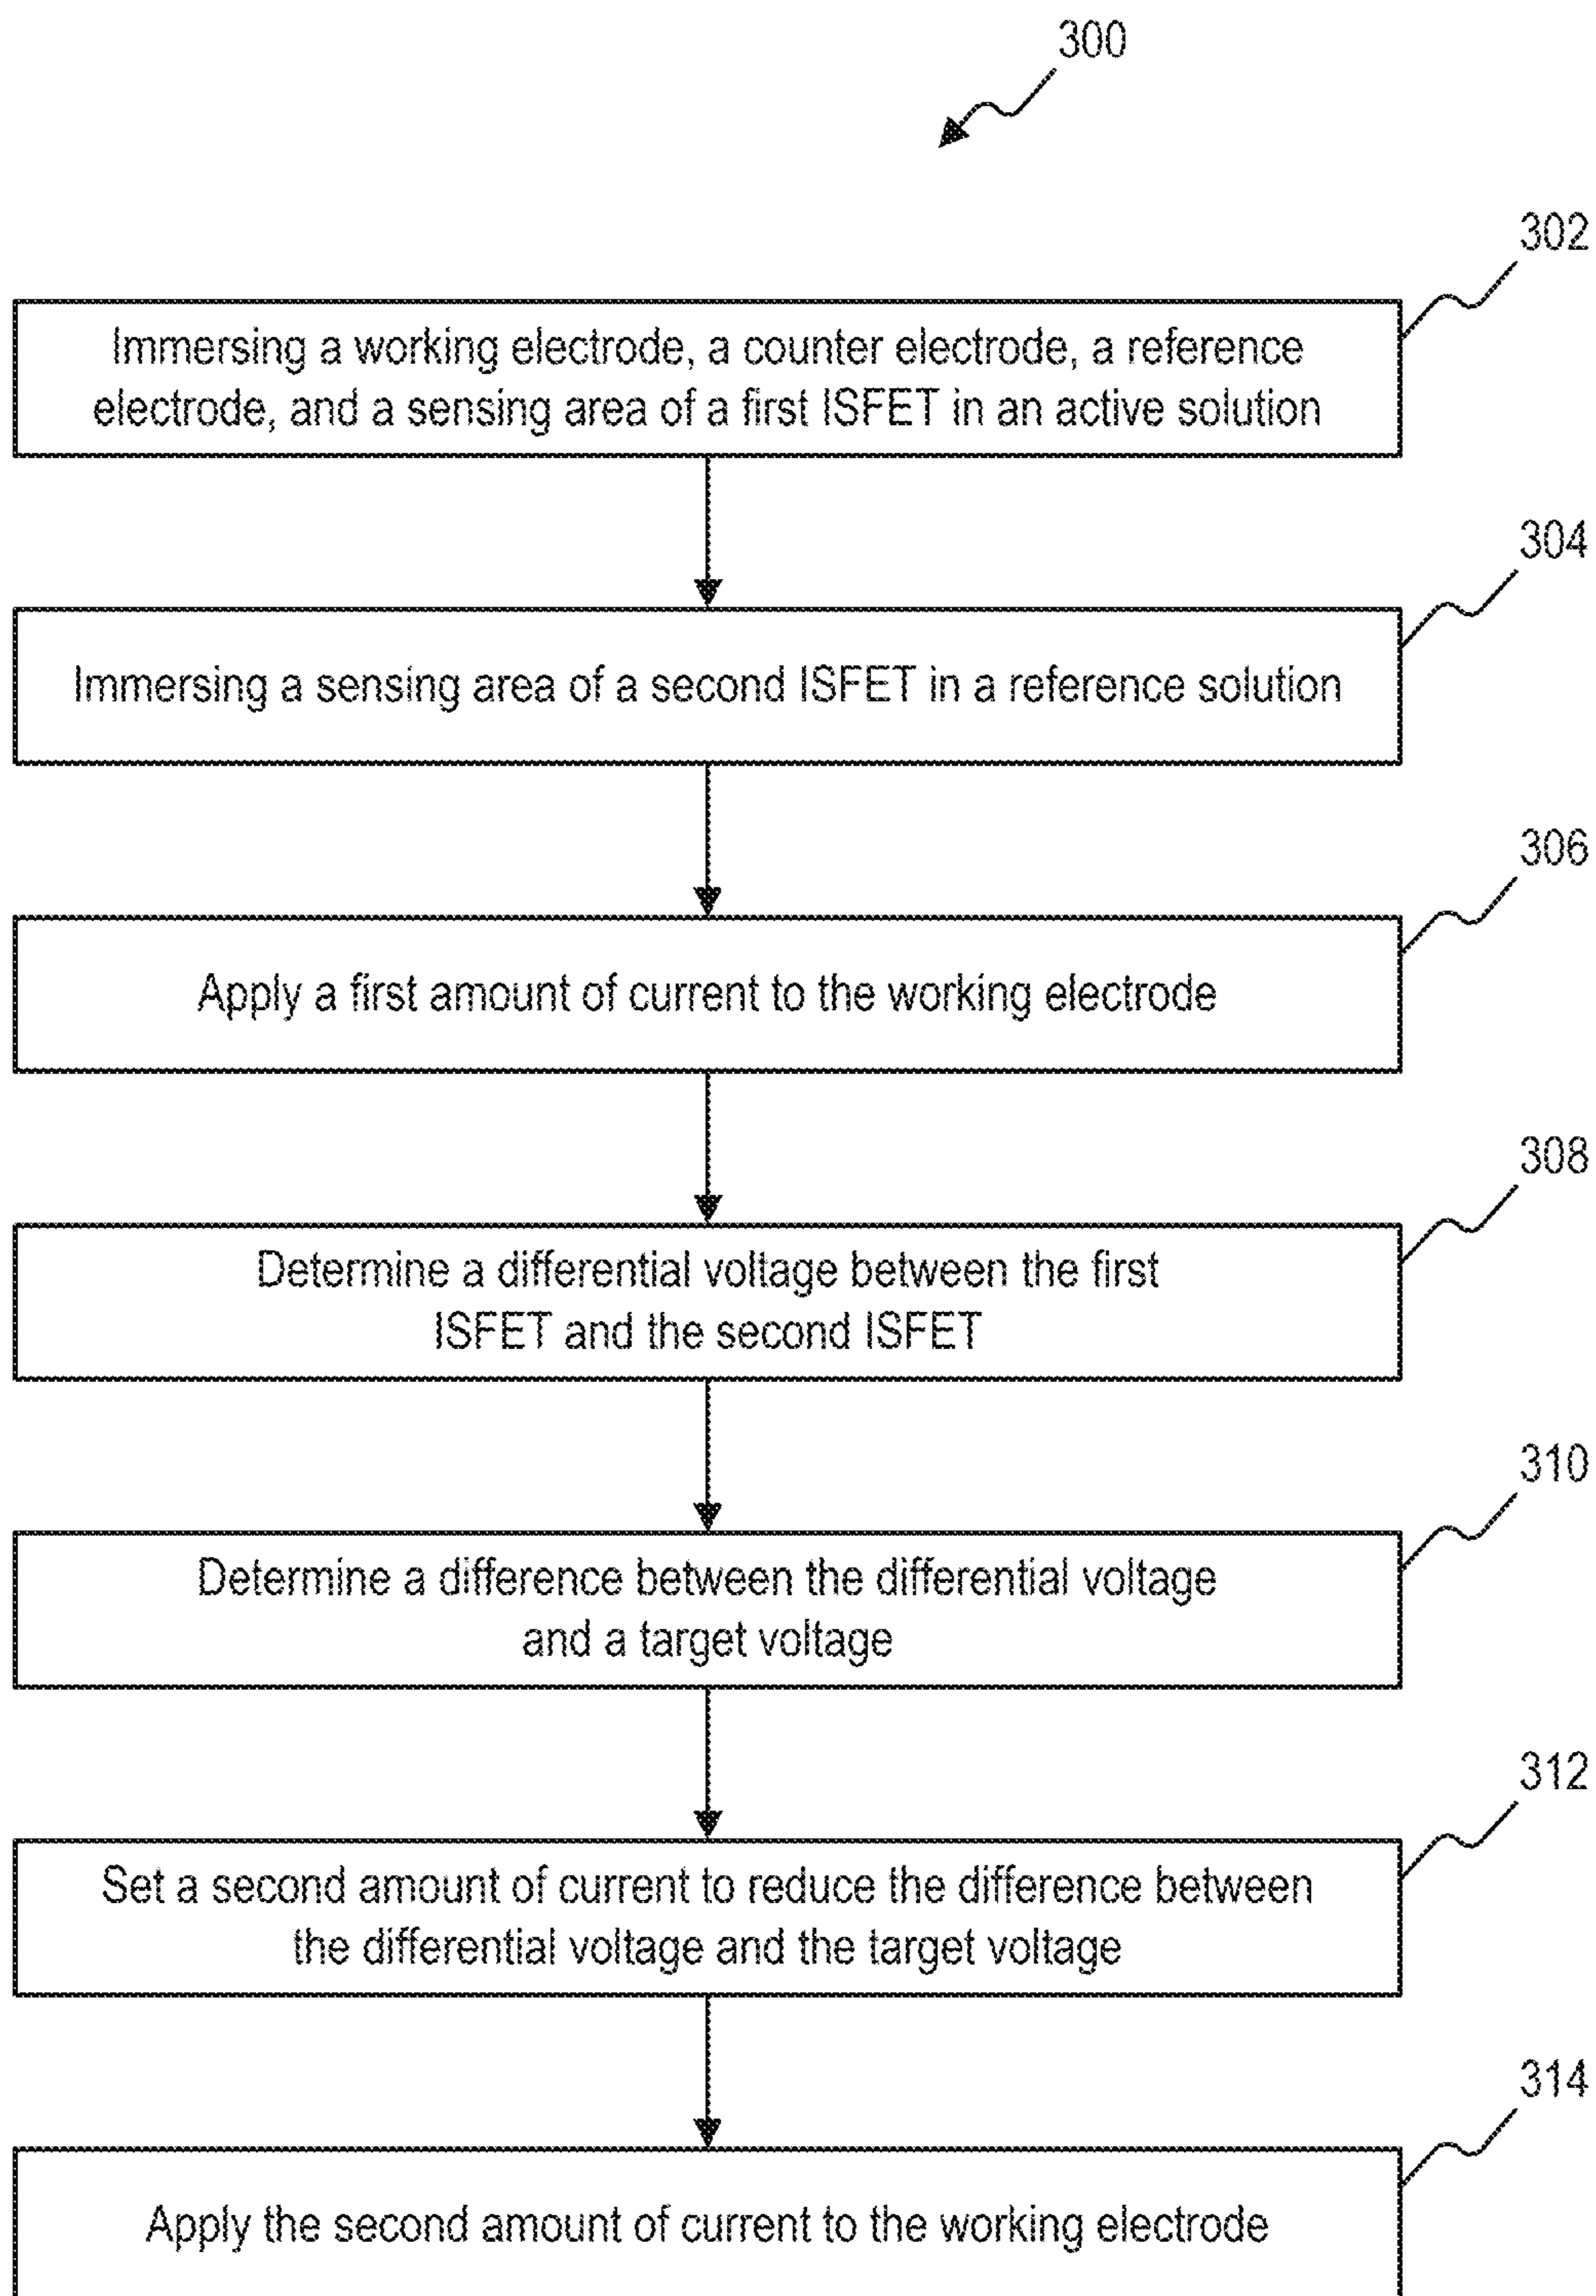 300
302
Immersing a working electrode, a counter electrode, a reference
electrode, and a sensing area of a first ISFET in an active solution
304
Immersing a sensing area of a second ISFET in a reference solution
306
Apply a first amount of current to the working electrode
308
Determine a differential voltage between the first
ISFET and the second ISFET
310
Determine a difference between the differential voltage
and a target voltage
312
Set a second amount of current to reduce the difference between
the differential voltage and the target voltage
314
Apply the second amount of current to the working electrode